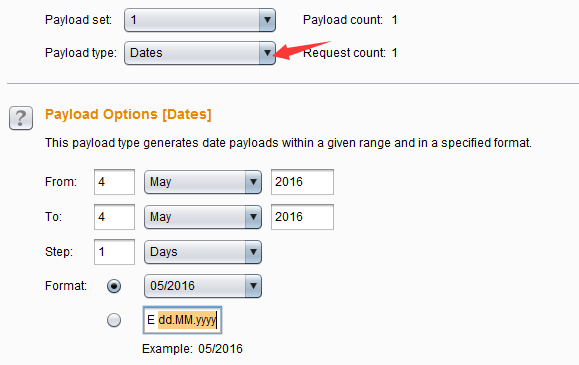 Payload set: 1 Payload count: 1
Payload type: Dates Request count: 1
? Payload Options [Dates]
This payload type generates date payloads within a given range and in a specified format.
From: 4 May 2016
To: 4 May 2016
Step: 1 Days
Format: 05/2016
E dd.MM.yyyy
Example: 05/2016